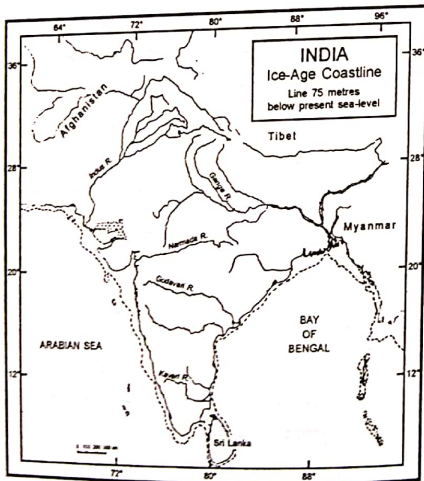 64° 72° 80° 88° 96°
INDIA
Ice-Age Coastline
Line 75 metres
below present sea-level
36° 36°
Afghanistan
Tibet
28° 28°
Indus R.
Ganga R.
Myanmar
Narmada R.
20° 20°
Godavari R.
ARABIAN SEA
BAY
OF
BENGAL
12° 12°
Kaveri R.
Sri Lanka
72° 80° 88°